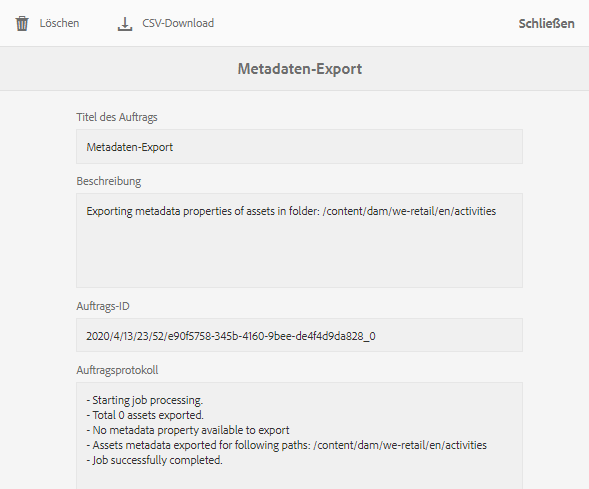 Löschen CSV-Download Schließen
Metadaten-Export
Titel des Auftrags
Metadaten-Export
Beschreibung
Exporting metadata properties of assets in folder: /content/dam/we-retail/en/activities
Auftrags-ID
2020/4/13/23/52/e90f5758-345b-4160-9bee-de4f4d9da828_0
Auftragsprotokoll
- Starting job processing.
- Total 0 assets exported.
- No metadata property available to export
- Assets metadata exported for following paths: /content/dam/we-retail/en/activities
- Job successfully completed.